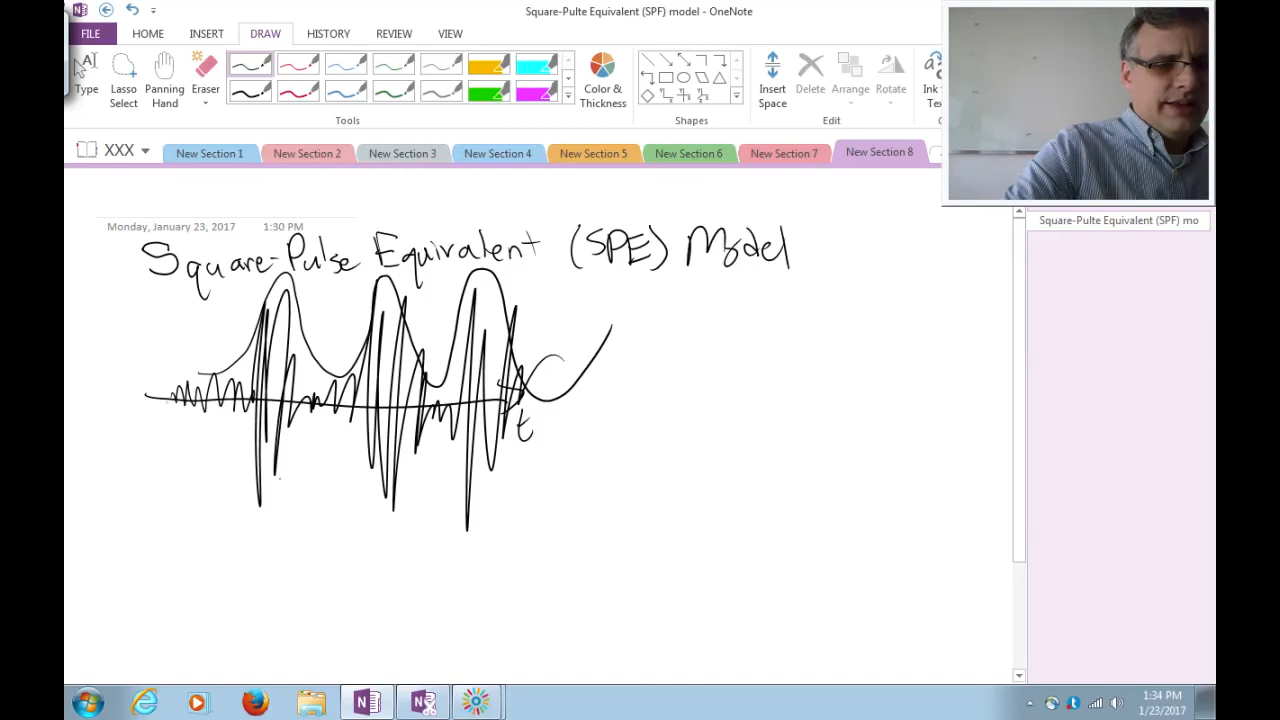 Square-Pulte Equivalent (SPF) model - OneNote
FILE HOME INSERT DRAW HISTORY REVIEW VIEW
Type
Lasso Select
Panning Hand
Eraser
Color & Thickness
Insert Space
Delete
Arrange
Rotate
Ink to Tex
Tools
Shapes
Edit
C
XXX New Section 1 New Section 2 New Section 3 New Section 4 New Section 5 New Section 6 New Section 7 New Section 8
Square-Pulte Equivalent (SPF) mo
Monday, January 23, 2017 1:30 PM
Square-Pulse Equivalent (SPE) Model
t
1:34 PM
1/23/2017